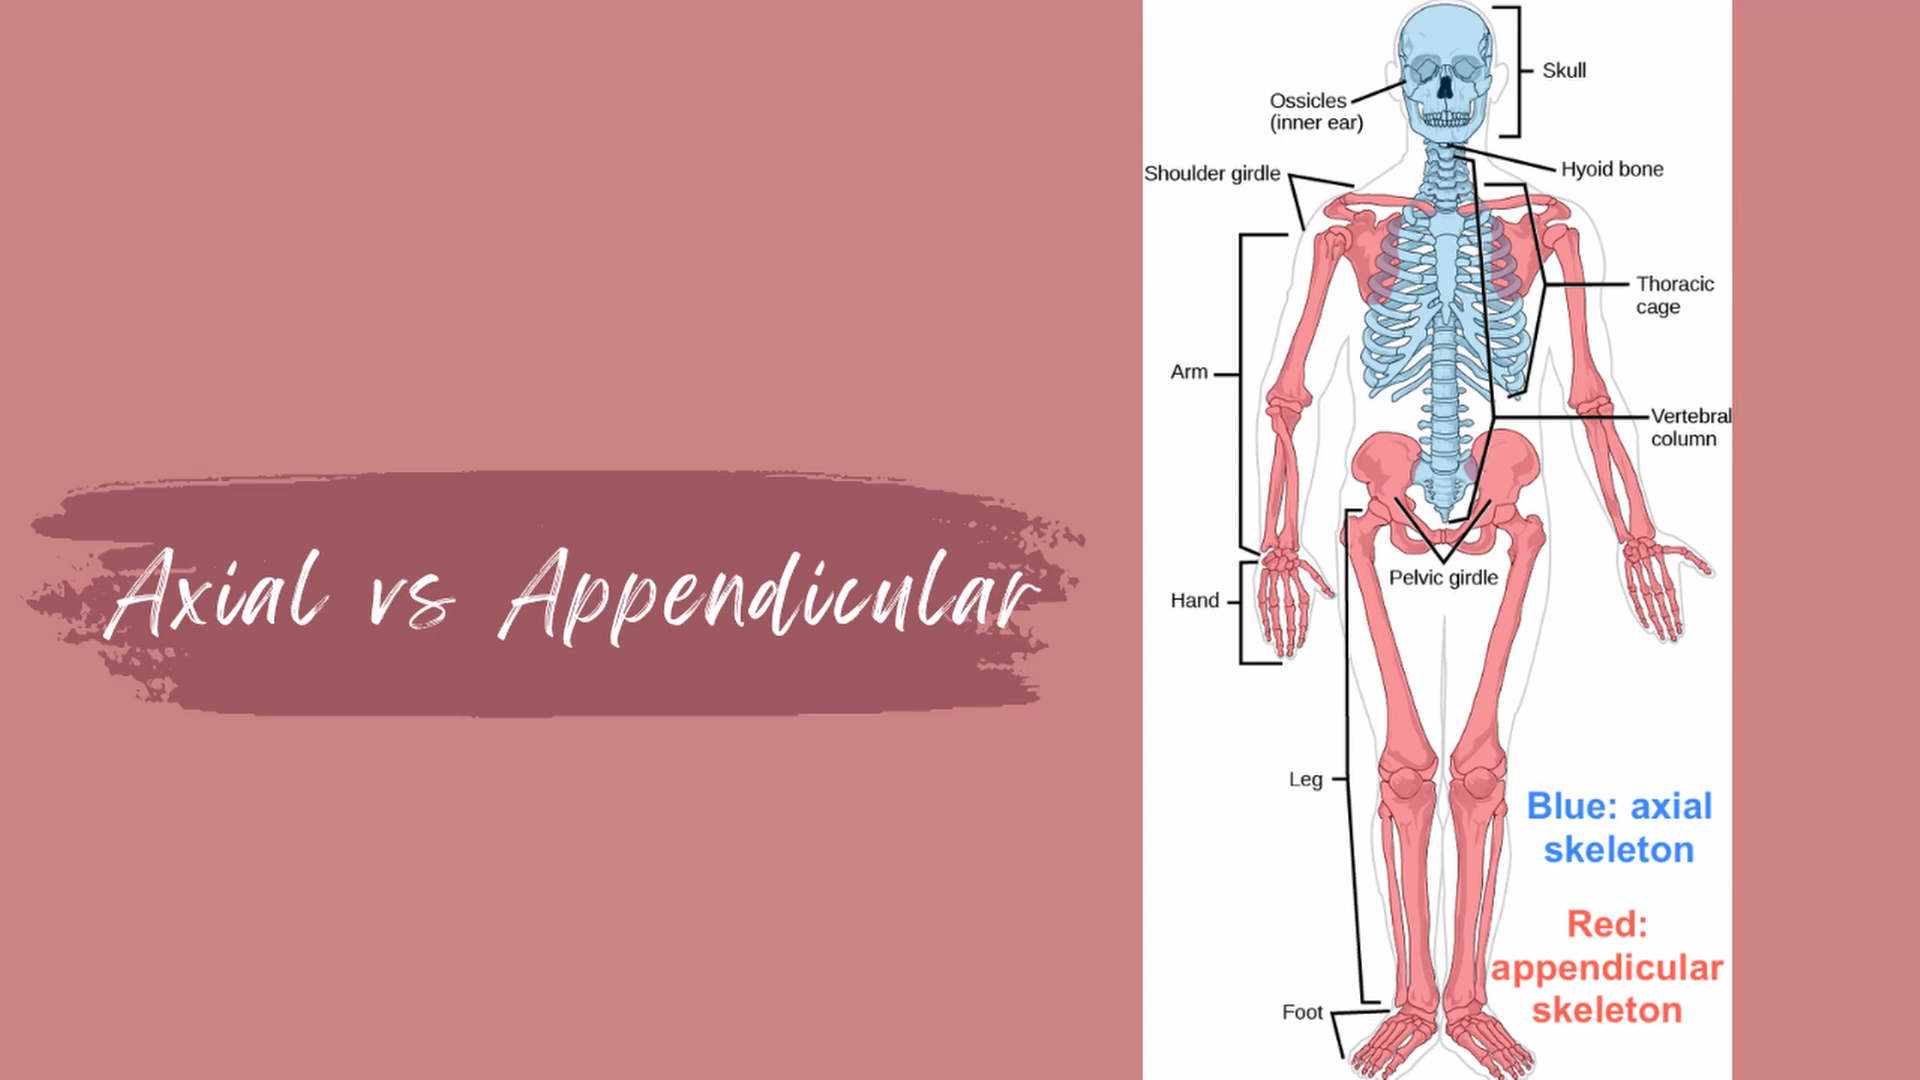 Axial vs Appendicular
Skull
Ossicles
(inner ear)
Hyoid bone
Shoulder girdle
Thoracic
cage
Arm
Vertebral
column
Pelvic girdle
Hand
Leg
Blue: axial
skeleton
Red:
appendicular
skeleton
Foot